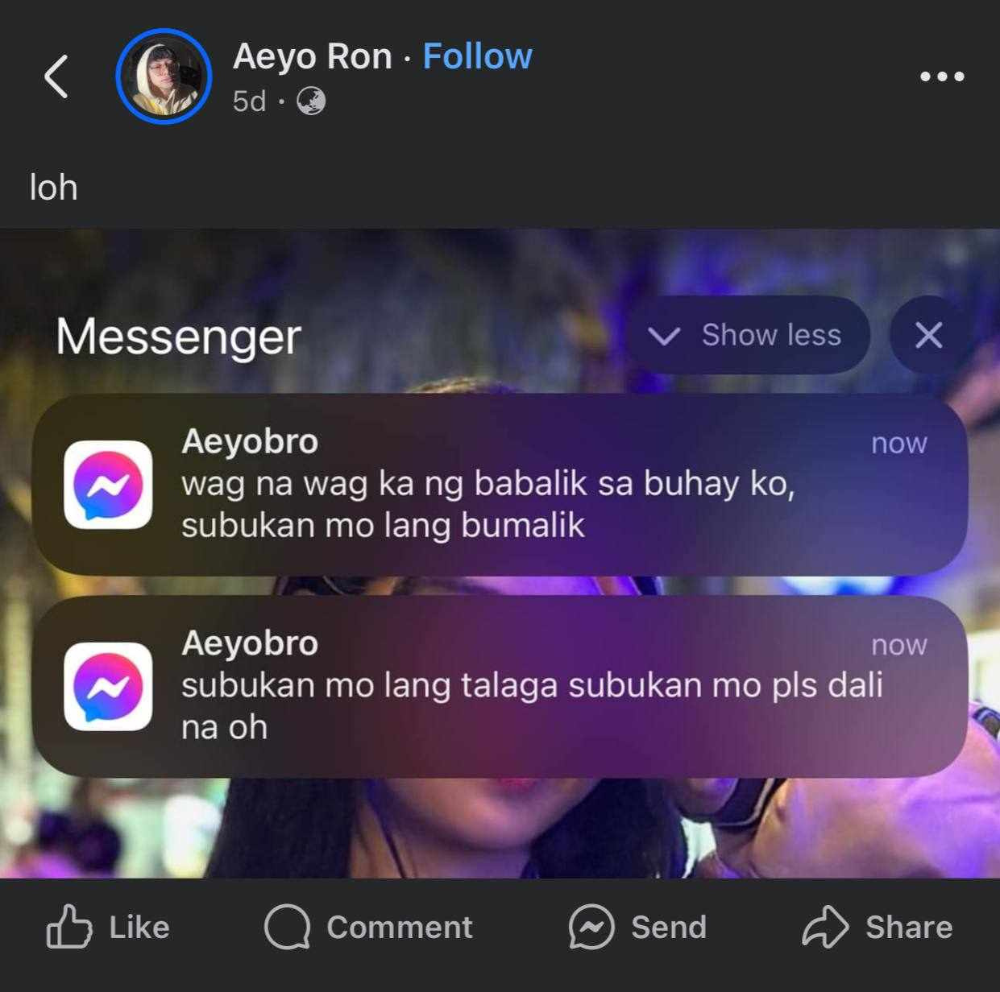 Aeyo Ron · Follow
5d ·
loh
Messenger
Show less
Aeyobro
now
wag na wag ka ng babalik sa buhay ko,
subukan mo lang bumalik
Aeyobro
now
subukan mo lang talaga subukan mo pls dali
na oh
Like
Comment
Send
Share